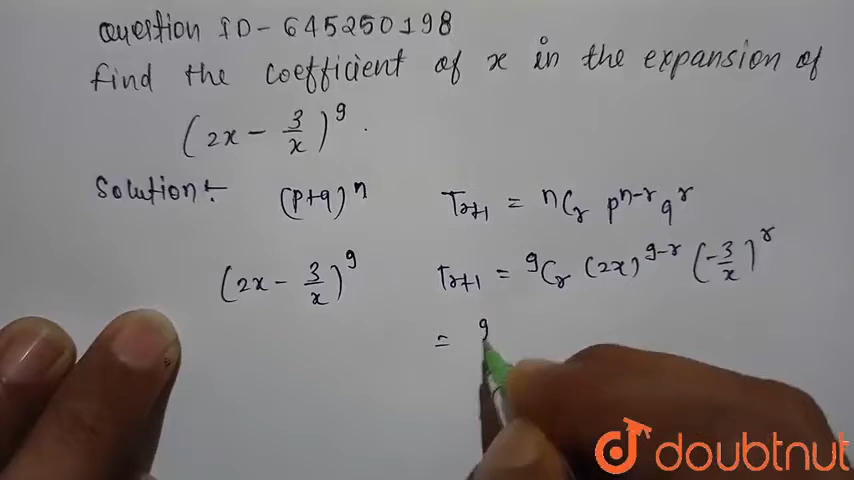 Question ID - 645250198
find the coefficient of x in the expansion of
(2x - 3/x)^9.
Solution:- (p+q)^n T_{r+1} = ^nC_r p^{n-r} q^r
(2x - 3/x)^9 T_{r+1} = ^9C_r (2x)^{9-r} (-3/x)^r
= 9
doubtnut